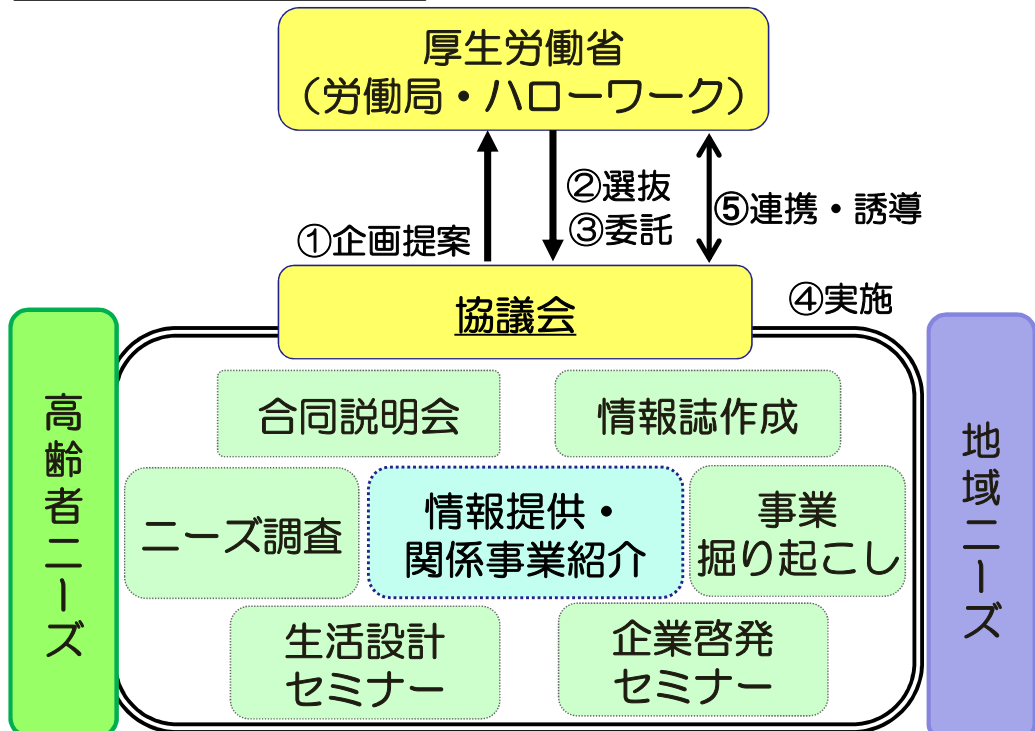 厚生労働省
（労働局・ハローワーク）
①企画提案
②選抜
③委託
⑤連携・誘導
協議会
④実施
高齢者ニーズ
合同説明会
情報誌作成
ニーズ調査
情報提供・
関係事業紹介
事業
掘り起こし
生活設計
セミナー
企業啓発
セミナー
地域ニーズ